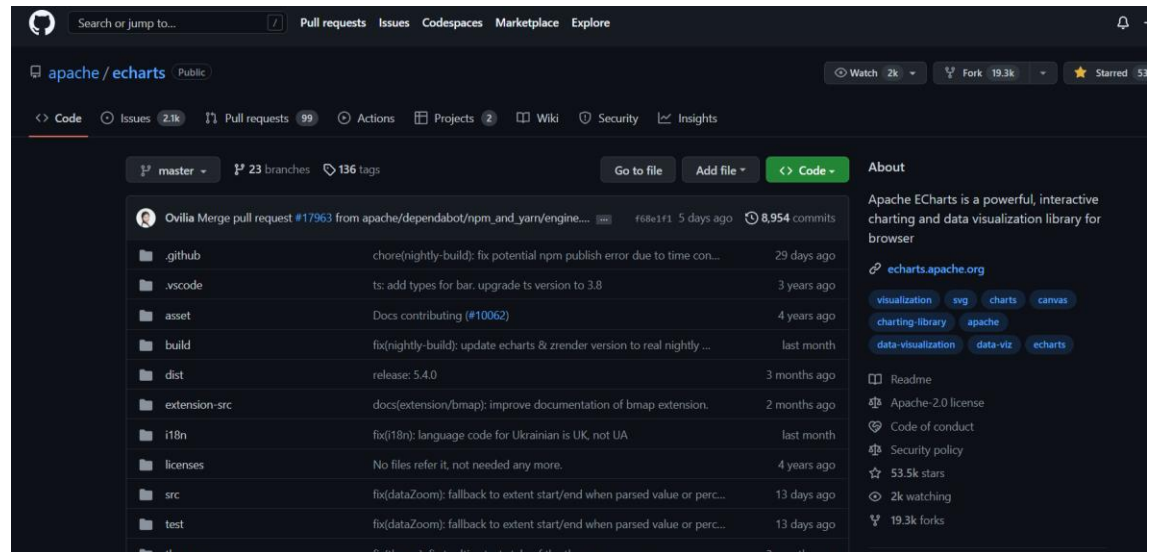 Search or jump to... / Pull requests Issues Codespaces Marketplace Explore
apache / echarts Public
Watch 2k Fork 19.3k Starred 53
Code Issues 2.1k Pull requests 99 Actions Projects 2 Wiki Security Insights
master 23 branches 136 tags Go to file Add file Code
Ovilia Merge pull request #17963 from apache/dependabot/npm_and_yarn/engine.... ... f68e1f1 5 days ago 8,954 commits
.github chore(nightly-build): fix potential npm publish error due to time con... 29 days ago
.vscode ts: add types for bar. upgrade ts version to 3.8 3 years ago
asset Docs contributing (#10062) 4 years ago
build fix(nightly-build): update echarts & zrender version to real nightly ... last month
dist release: 5.4.0 3 months ago
extension-src docs(extension/bmap): improve documentation of bmap extension. 2 months ago
i18n fix(i18n): language code for Ukrainian is UK, not UA last month
licenses No files refer it, not needed any more. 4 years ago
src fix(dataZoom): fallback to extent start/end when parsed value or perc... 13 days ago
test fix(dataZoom): fallback to extent start/end when parsed value or perc... 13 days ago
About
Apache ECharts is a powerful, interactive
charting and data visualization library for
browser
echarts.apache.org
visualization svg charts canvas
charting-library apache
data-visualization data-viz echarts
Readme
Apache-2.0 license
Code of conduct
Security policy
53.5k stars
2k watching
19.3k forks